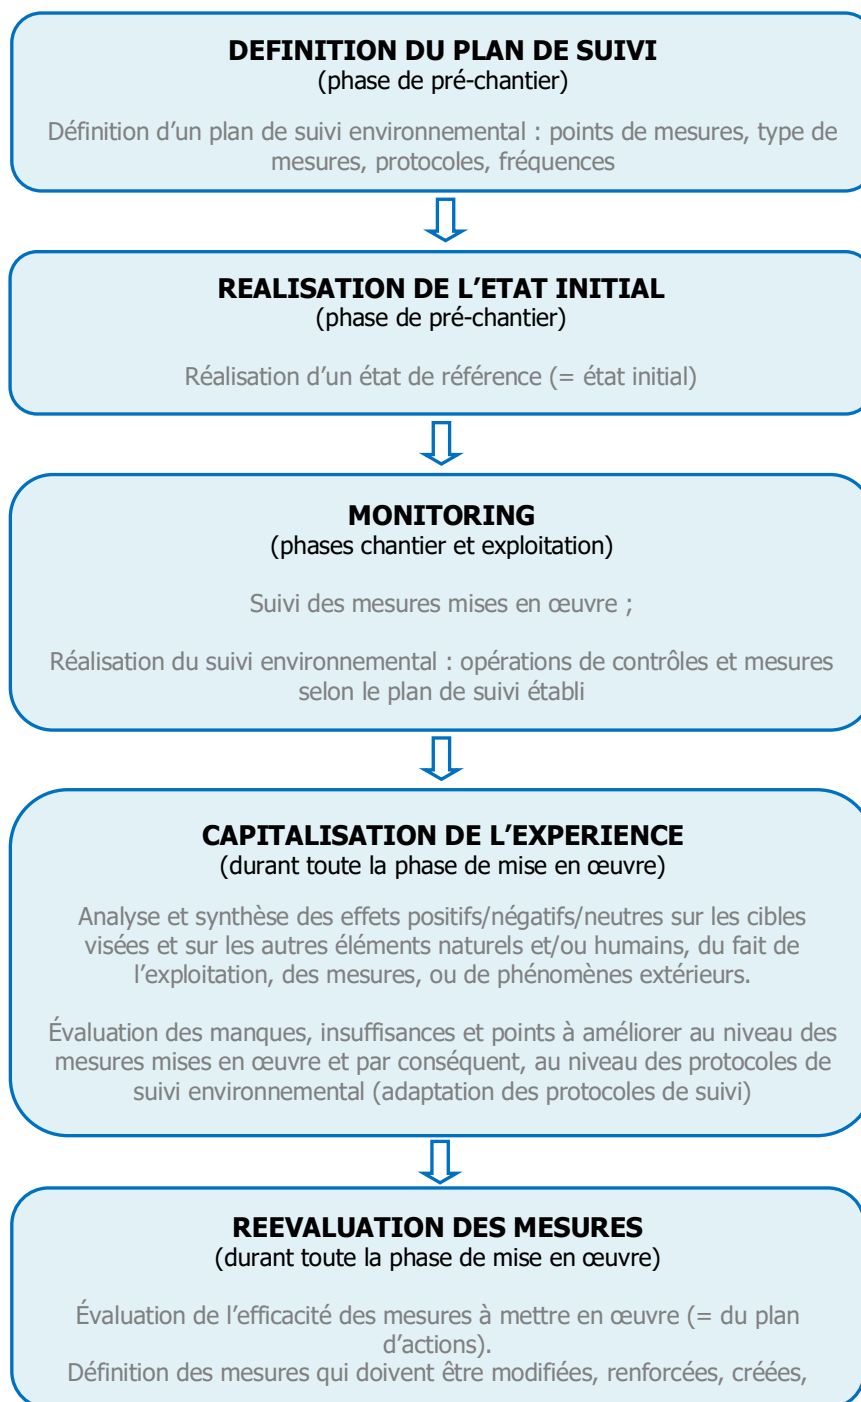 DEFINITION DU PLAN DE SUIVI
(phase de pré-chantier)
Définition d’un plan de suivi environnemental : points de mesures, type de
mesures, protocoles, fréquences
REALISATION DE L’ETAT INITIAL
(phase de pré-chantier)
Réalisation d’un état de référence (= état initial)
MONITORING
(phases chantier et exploitation)
Suivi des mesures mises en œuvre ;
Réalisation du suivi environnemental : opérations de contrôles et mesures
selon le plan de suivi établi
CAPITALISATION DE L’EXPERIENCE
(durant toute la phase de mise en œuvre)
Analyse et synthèse des effets positifs/négatifs/neutres sur les cibles
visées et sur les autres éléments naturels et/ou humains, du fait de
l’exploitation, des mesures, ou de phénomènes extérieurs.
Évaluation des manques, insuffisances et points à améliorer au niveau des
mesures mises en œuvre et par conséquent, au niveau des protocoles de
suivi environnemental (adaptation des protocoles de suivi)
REEVALUATION DES MESURES
(durant toute la phase de mise en œuvre)
Évaluation de l’efficacité des mesures à mettre en œuvre (= du plan
d’actions).
Définition des mesures qui doivent être modifiées, renforcées, créées,